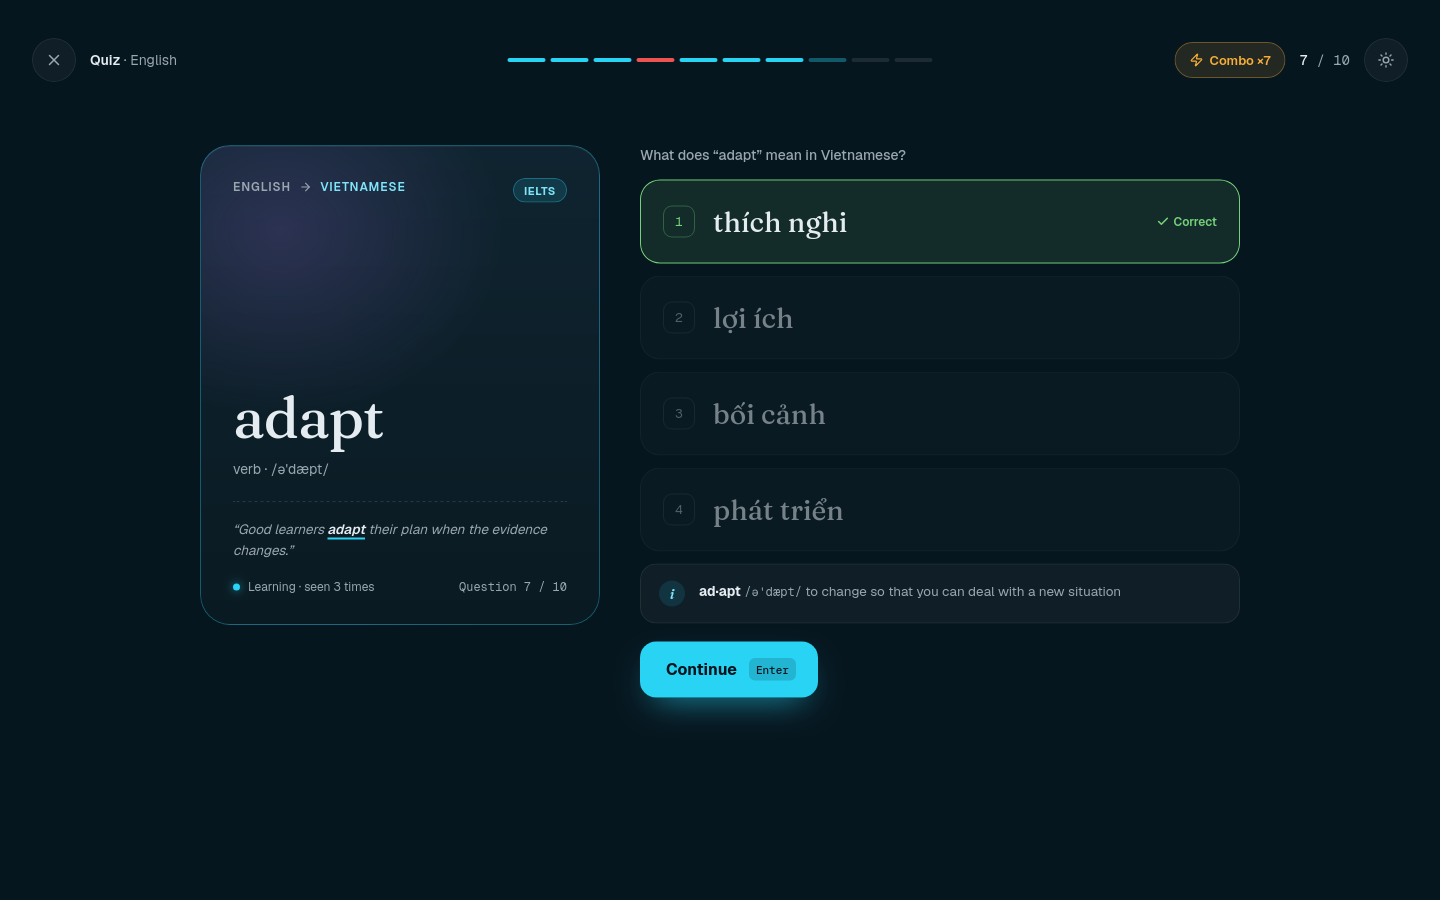 Quiz · English
Combo ×7
7 / 10
ENGLISH → VIETNAMESE
IELTS
adapt
verb · /ə'dæpt/
“Good learners adapt their plan when the evidence
changes.”
Learning · seen 3 times
Question 7 / 10
What does “adapt” mean in Vietnamese?
1 thích nghi
Correct
2 lợi ích
3 bối cảnh
4 phát triển
i
ad·apt /ə'dæpt/ to change so that you can deal with a new situation
Continue Enter